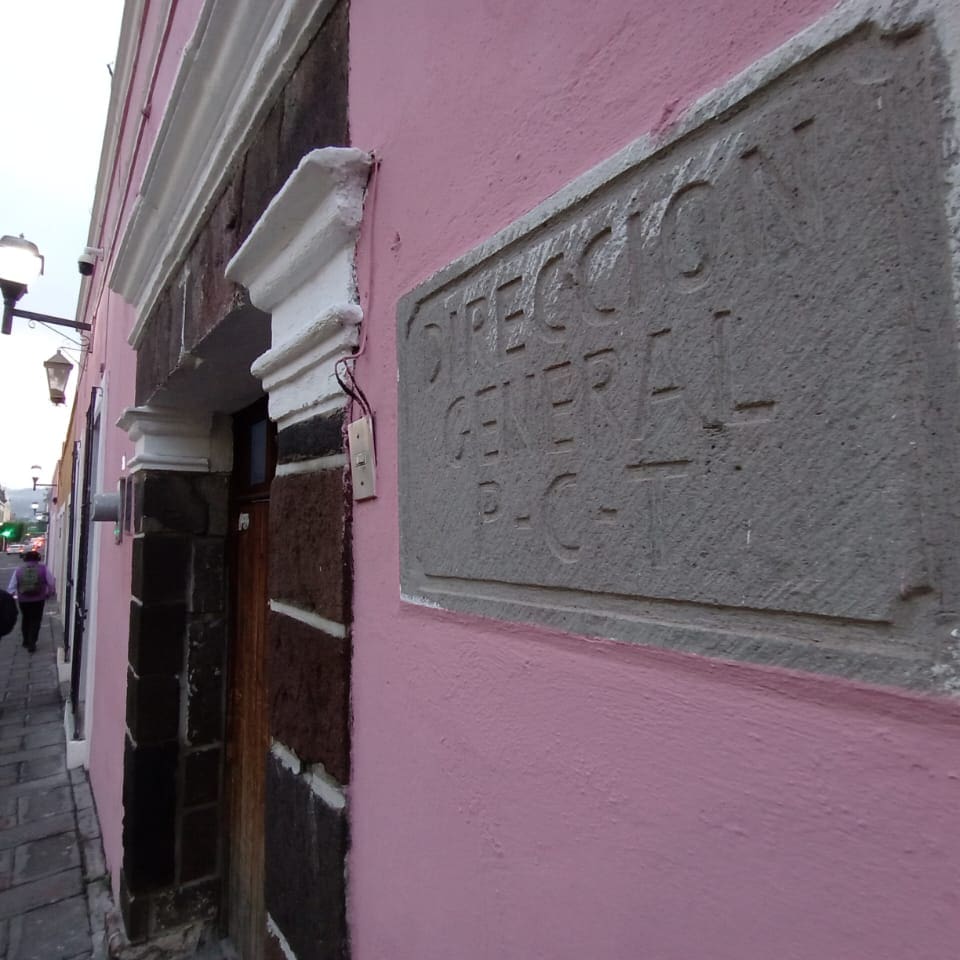 DIRECCION
GENERAL
P-C-T